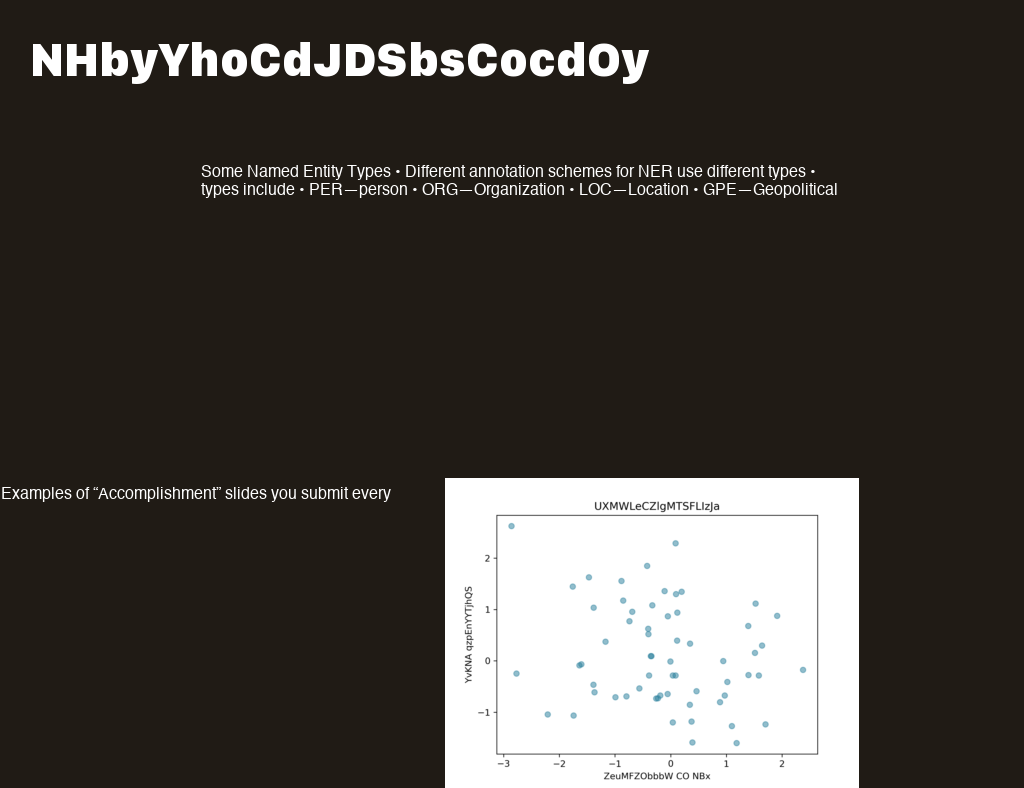 NHbyYhoCdJDSbsCocdOy
Some Named Entity Types • Different annotation schemes for NER use different types •
types include • PER—person • ORG—Organization • LOC—Location • GPE—Geopolitical
Examples of “Accomplishment” slides you submit every
UXMWLeCZlgMTSFLIzJa
YvKNA qzpEnYYTjhQS
2
1
0
−1
−3 −2 −1 0 1 2
ZeuMFZObbbW CO NBx